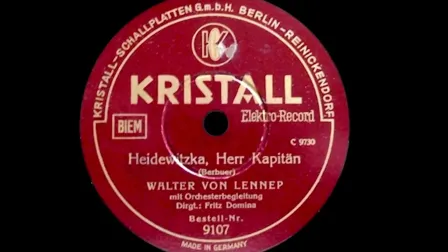 KRISTALL-SCHALLPLATTEN G.m.b.H. BERLIN-REINICKENDORF
K
KRISTALL
Elektro-Record
BIEM
C 9730
Heidewitzka, Herr Kapitän
(Berbuer)
WALTER VON LENNEP
mit Orchesterbegleitung
Dirgt.: Fritz Domina
Bestell-Nr.
9107
MADE IN GERMANY